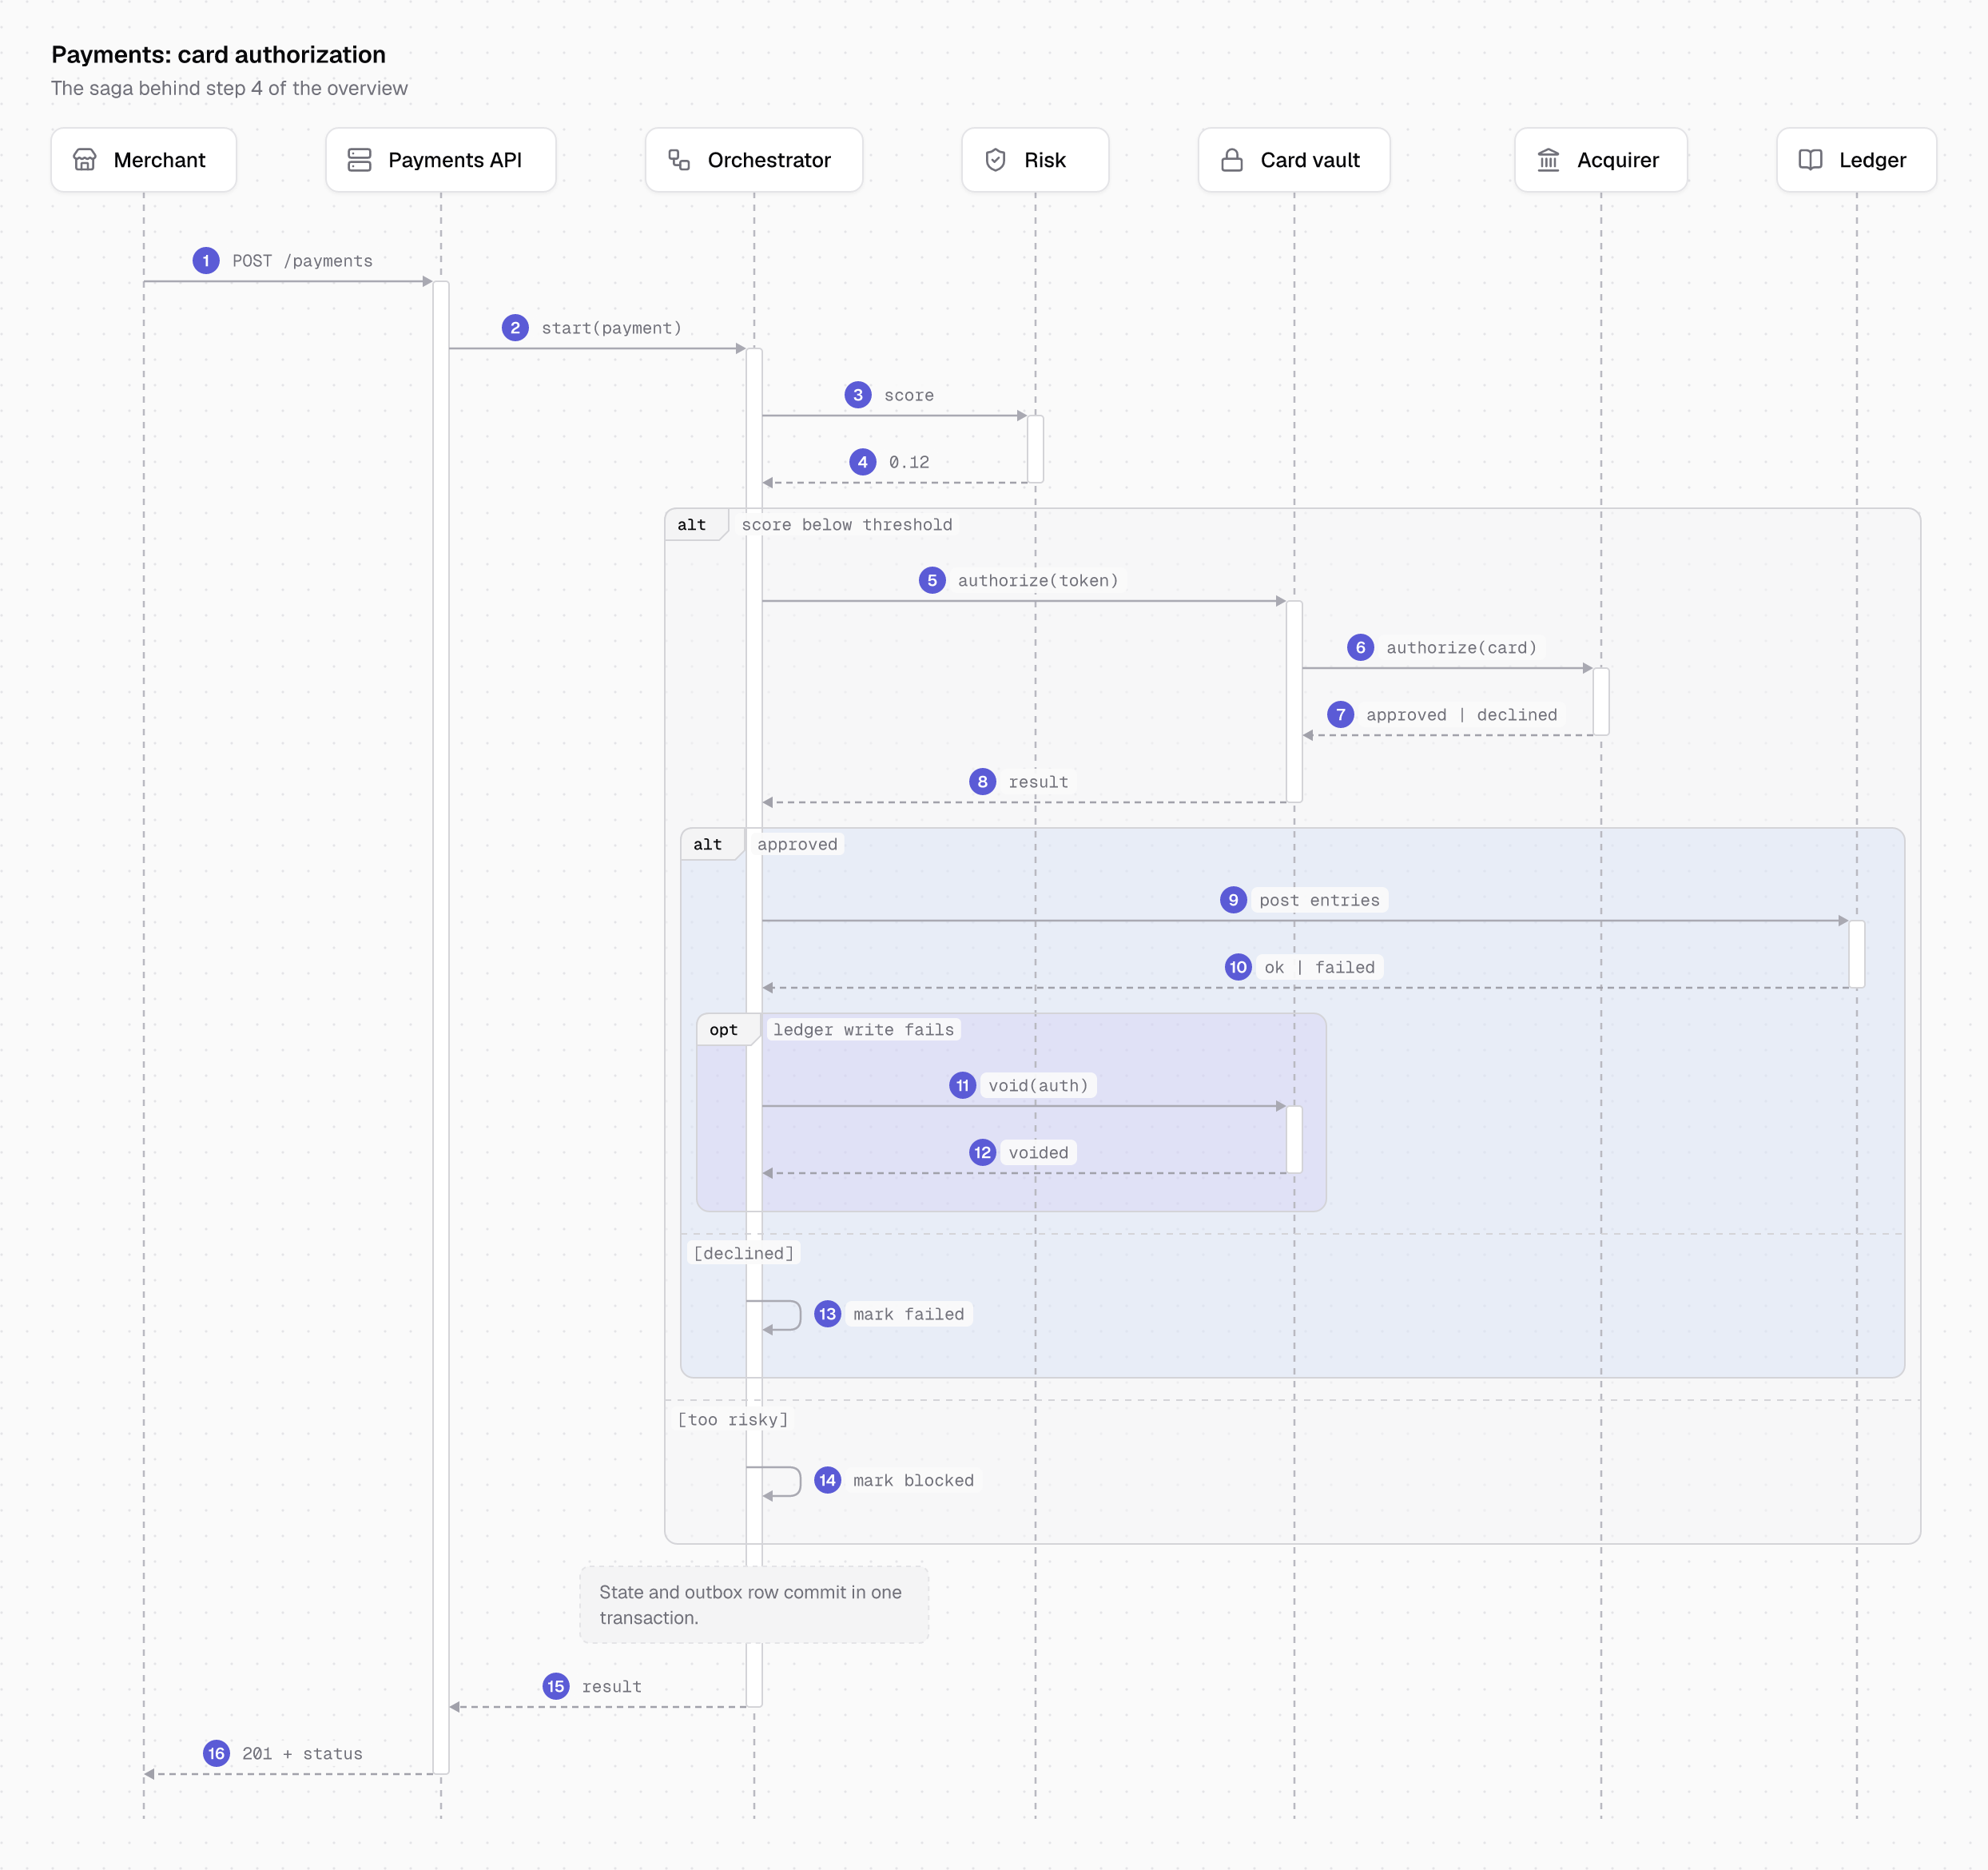 Payments: card authorization
The saga behind step 4 of the overview
Merchant
Payments API
Orchestrator
Risk
Card vault
Acquirer
Ledger
1 POST /payments
2 start(payment)
3 score
4 0.12
alt score below threshold
5 authorize(token)
6 authorize(card)
7 approved | declined
8 result
alt approved
9 post entries
10 ok | failed
opt ledger write fails
11 void(auth)
12 voided
[declined]
13 mark failed
[too risky]
14 mark blocked
State and outbox row commit in one
transaction.
15 result
16 201 + status